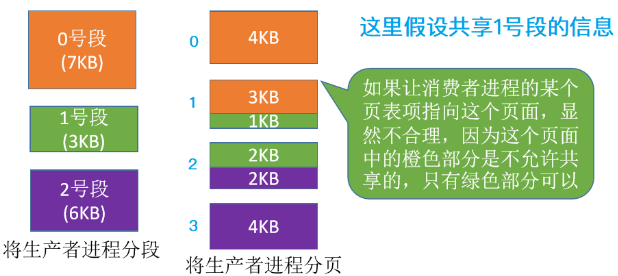 这里假设共享1号段的信息
0号段
(7KB)
1号段
(3KB)
2号段
(6KB)
将生产者进程分段
0
4KB
1
3KB
1KB
2
2KB
2KB
3
4KB
将生产者进程分页
如果让消费者进程的某个
页表项指向这个页面，显
然不合理，因为这个页面
中的橙色部分是不允许共
享的，只有绿色部分可以